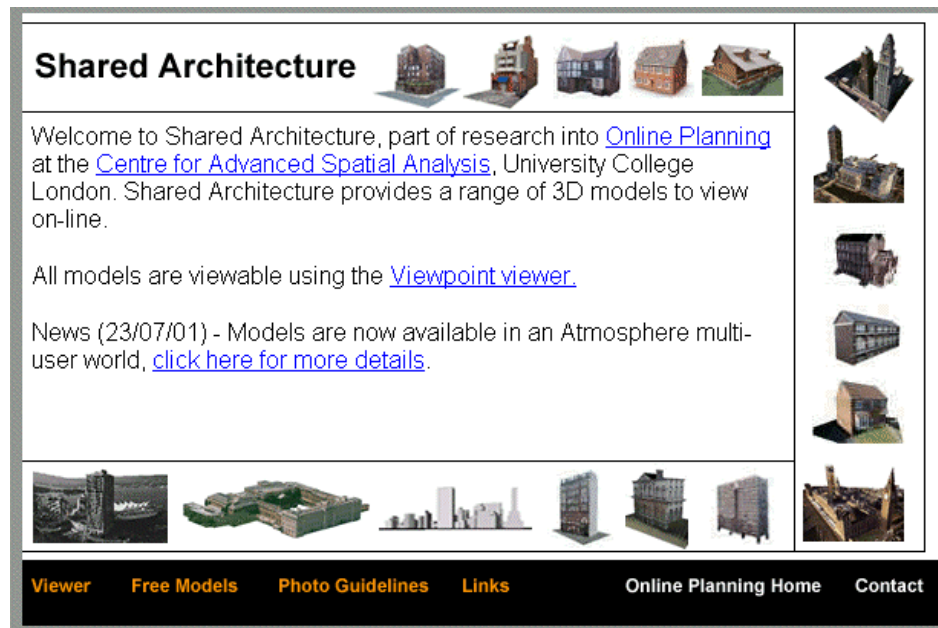 Shared Architecture
Welcome to Shared Architecture, part of research into Online Planning
at the Centre for Advanced Spatial Analysis, University College
London. Shared Architecture provides a range of 3D models to view
on-line.
All models are viewable using the Viewpoint viewer.
News (23/07/01) - Models are now available in an Atmosphere multi-
user world, click here for more details.
Viewer Free Models Photo Guidelines Links Online Planning Home Contact